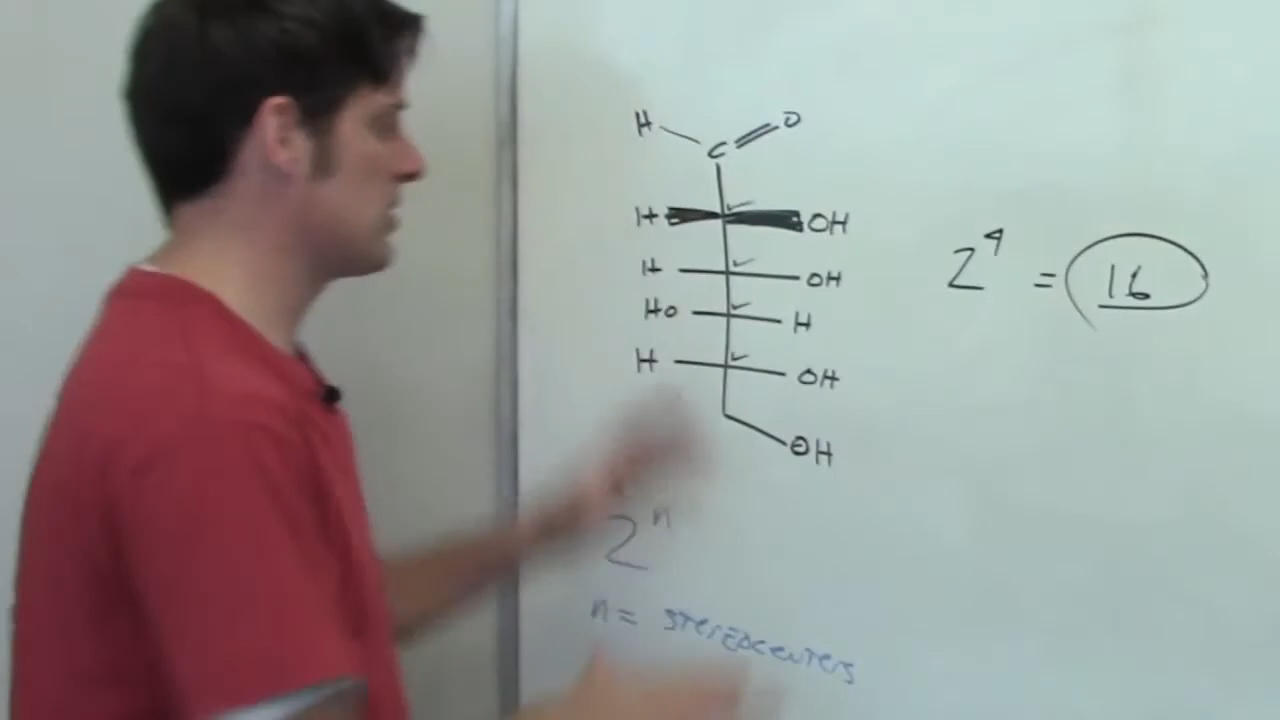 H C O
H OH
H OH
Ho H
H OH
OH
2^4 = 16
2^n
n = stereocenters